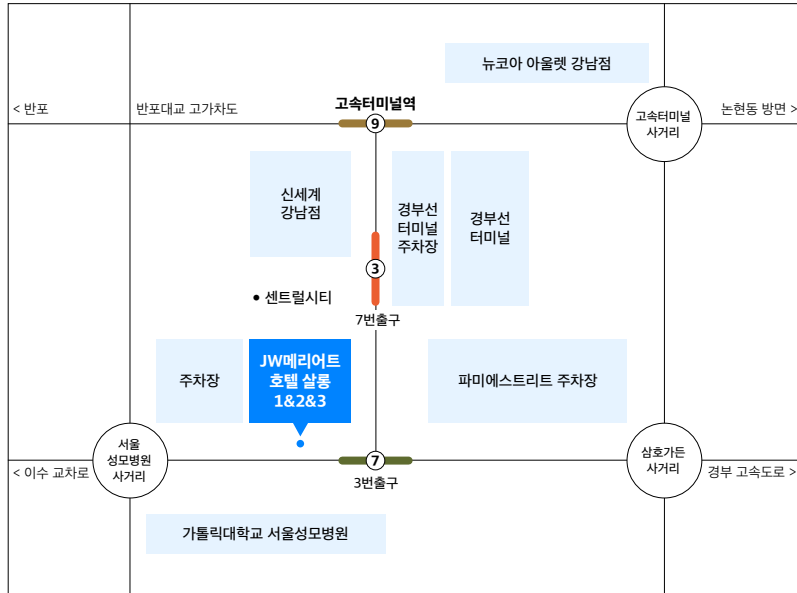 뉴코아 아울렛 강남점
< 반포
반포대교 고가차도
고속터미널역
9
고속터미널
사거리
논현동 방면 >
신세계
강남점
경부선
터미널
주차장
경부선
터미널
3
• 센트럴시티
7번출구
주차장
JW메리어트
호텔 살롱
1&2&3
파미에스트리트 주차장
< 이수 교차로
서울
성모병원
사거리
7
3번출구
삼호가든
사거리
경부 고속도로 >
가톨릭대학교 서울성모병원